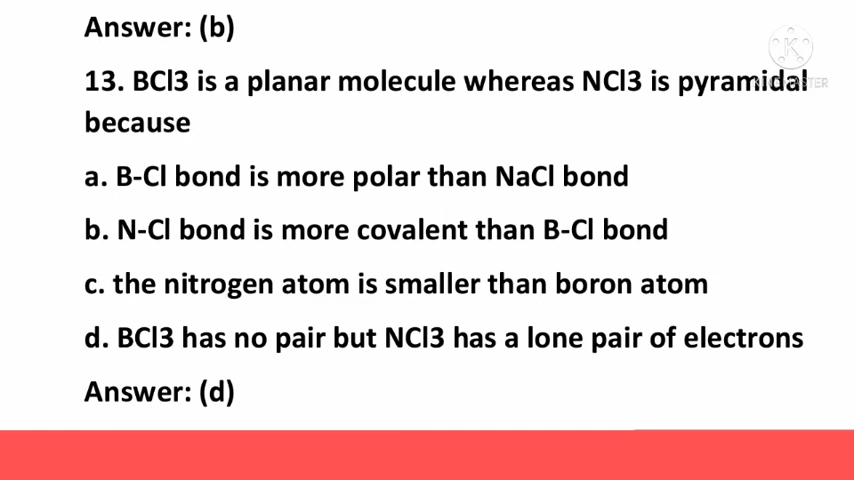 Answer: (b)
13. BCl3 is a planar molecule whereas NCl3 is pyramidal
because
a. B-Cl bond is more polar than NaCl bond
b. N-Cl bond is more covalent than B-Cl bond
c. the nitrogen atom is smaller than boron atom
d. BCl3 has no pair but NCl3 has a lone pair of electrons
Answer: (d)